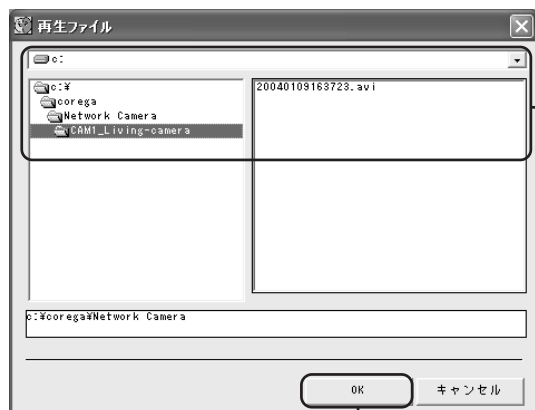 再生ファイル
c:
c:¥
corega
Network Camera
CAM1_Living-camera
20040109163723.avi
c:¥corega¥Network Camera
OK
キャンセル